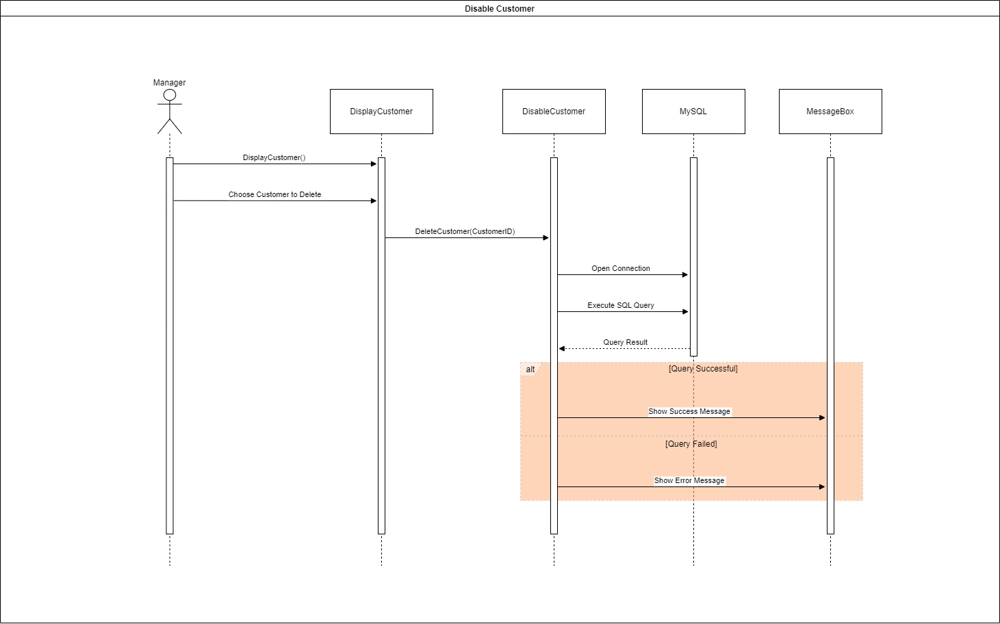 Disable Customer
Manager
DisplayCustomer
DisableCustomer
MySQL
MessageBox
DisplayCustomer()
Choose Customer to Delete
DeleteCustomer(CustomerID)
Open Connection
Execute SQL Query
Query Result
alt
[Query Successful]
Show Success Message
[Query Failed]
Show Error Message